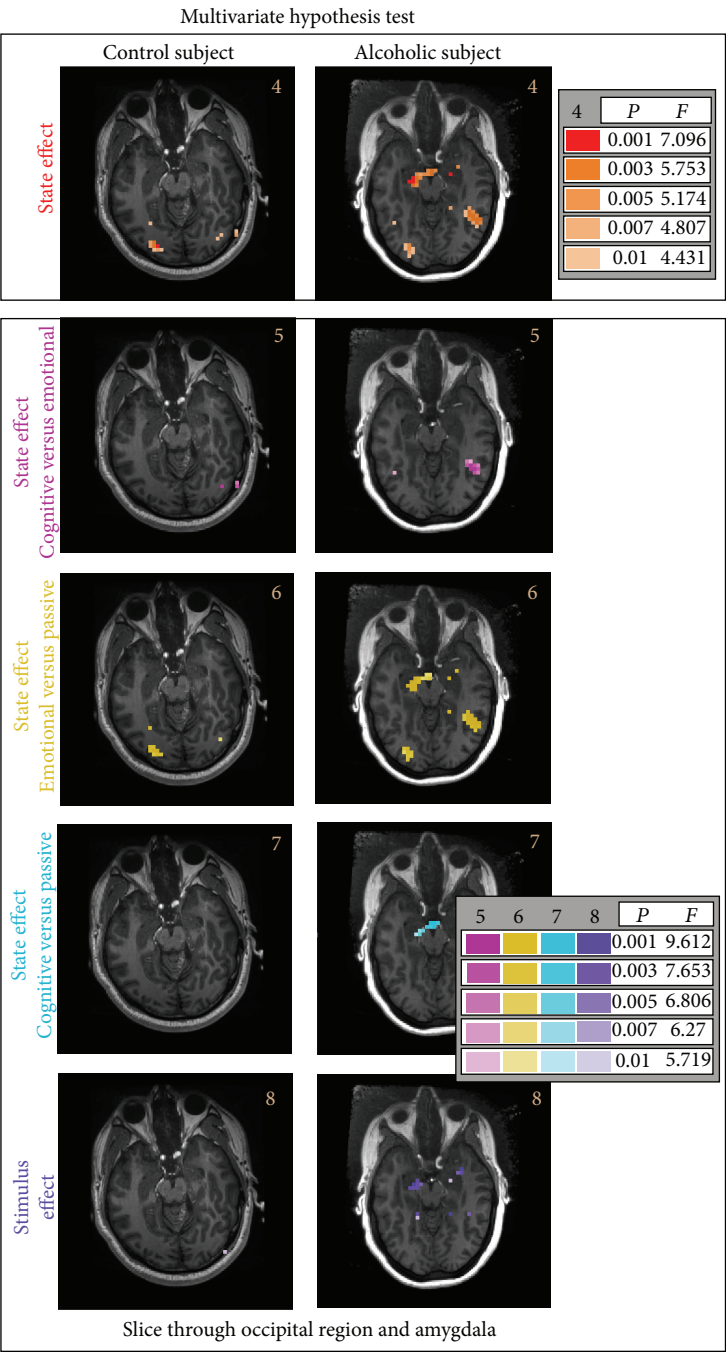 Multivariate hypothesis test
Control subject
Alcoholic subject
State effect
4
4
4 P F
0.001 7.096
0.003 5.753
0.005 5.174
0.007 4.807
0.01 4.431
State effect
Cognitive versus emotional
5
5
State effect
Emotional versus passive
6
6
State effect
Cognitive versus passive
7
7
5 6 7 8 P F
0.001 9.612
0.003 7.653
0.005 6.806
0.007 6.27
0.01 5.719
Stimulus
effect
8
8
Slice through occipital region and amygdala